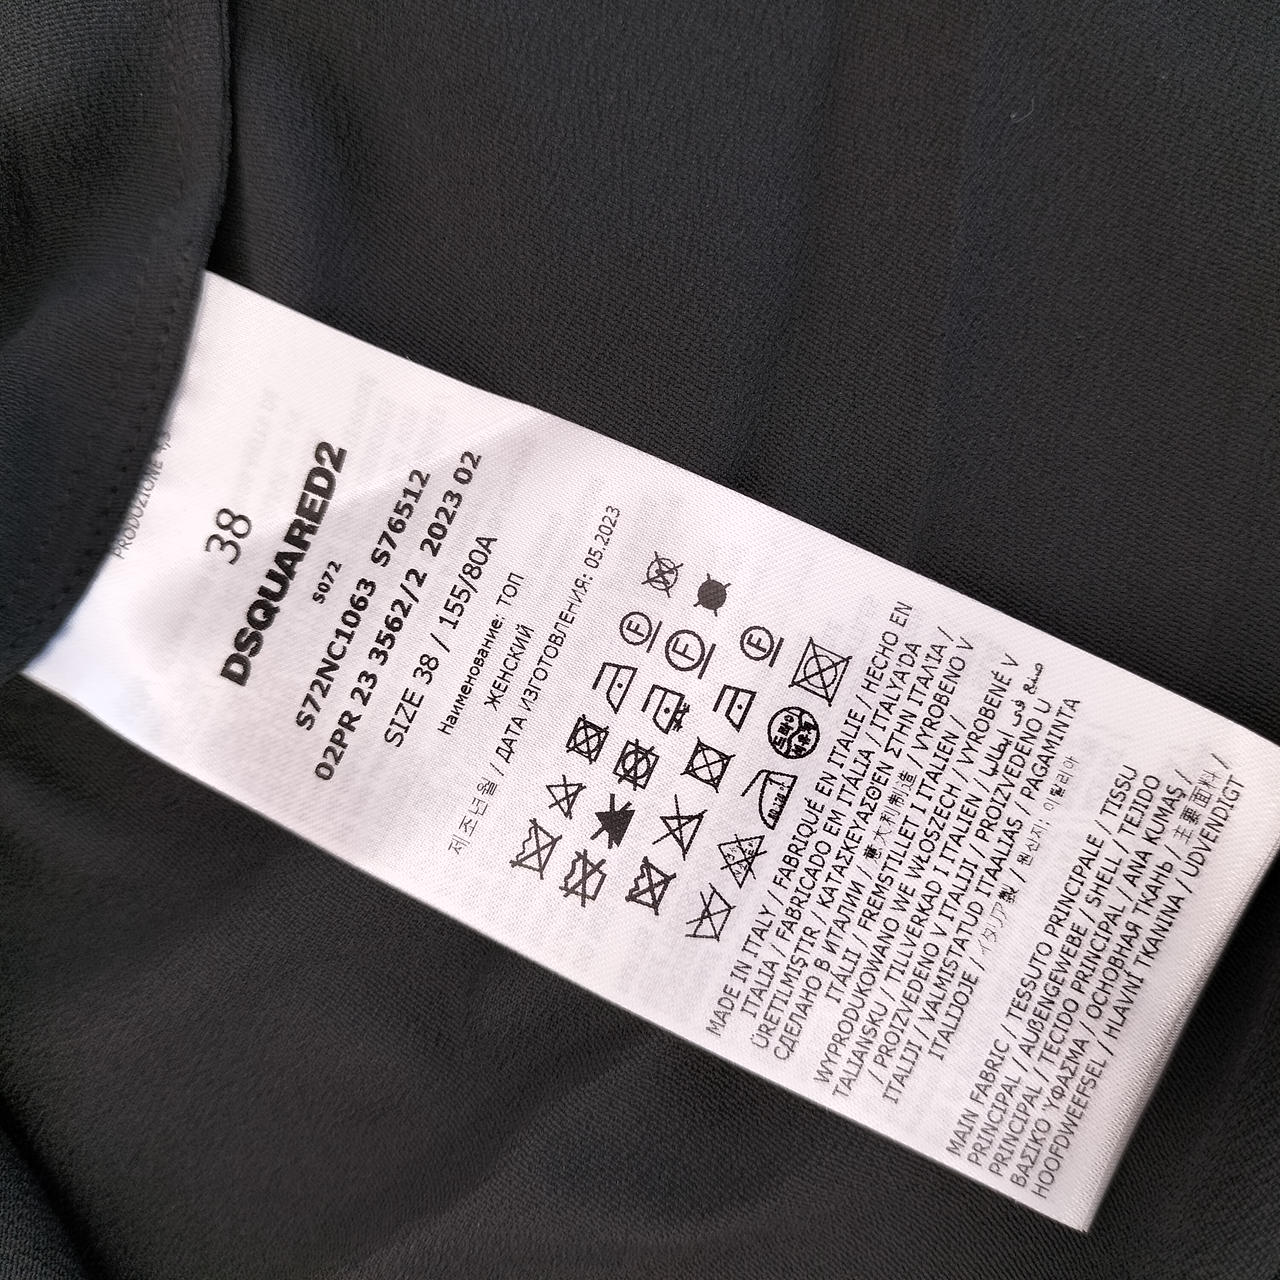 PRODUZIONE
38
DSQUARED2
S072
S72NC1063 S76512
02PR 23 3562/2 2023 02
SIZE 38 / 155/80A
Наименование: ТОП
ЖЕНСКИЙ
제조년월 / ДАТА ИЗГОТОВЛЕНИЯ: 05.2023
F
F
F
드라이
MADE IN ITALY / FABRIQUÉ EN ITALIE / HECHO EN
ITALIA / FABRICADO EM ITÁLIA / ITALYA'DA
ÜRETILMIŞTIR / ΚΑΤΑΣΚΕΥΑΣΘΕΝ ΣΤΗΝ ΙΤΑΛΙΑ /
СДЕЛАНО В ИТАЛИИ / 意大利制造 / VYROBENO V
ITÁLII / FREMSTILLET I ITALIEN /
WYPRODUKOWANO WE WŁOSZECH / VYROBENÉ V
TALIANSKU / TILLVERKAD I ITALIEN / صنع في ايطاليا
/ PROIZVEDENO V ITALIJI / PROIZVEDENO U
ITALIJI / VALMISTATUD ITAALIAS / PAGAMINTA
ITALIJOJE / イタリア製 / 원산지: 이탈리아
MAIN FABRIC / TESSUTO PRINCIPALE / TISSU
PRINCIPAL / AUßENGEWEBE / SHELL / TEJIDO
PRINCIPAL / TECIDO PRINCIPAL / ANA KUMAŞ /
ΒΑΣΙΚΟ ΎΦΑΣΜΑ / ОСНОВНАЯ ТКАНЬ / 主要面料 /
HOOFDWEEFSEL / HLAVNÍ TKANINA / UDVENDIGT